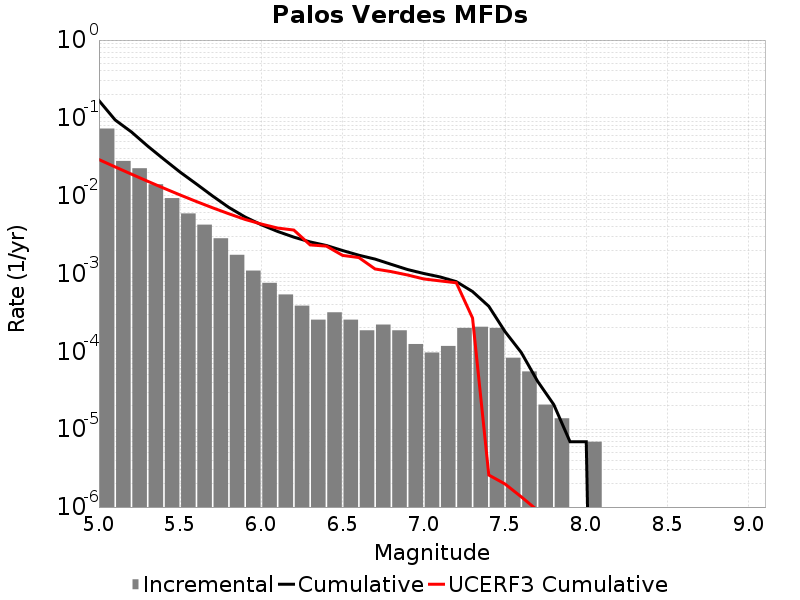 Palos Verdes MFDs
10^0
10^-1
10^-2
10^-3
10^-4
10^-5
10^-6
Rate (1/yr)
5.0 5.5 6.0 6.5 7.0 7.5 8.0 8.5 9.0
Magnitude
Incremental Cumulative UCERF3 Cumulative